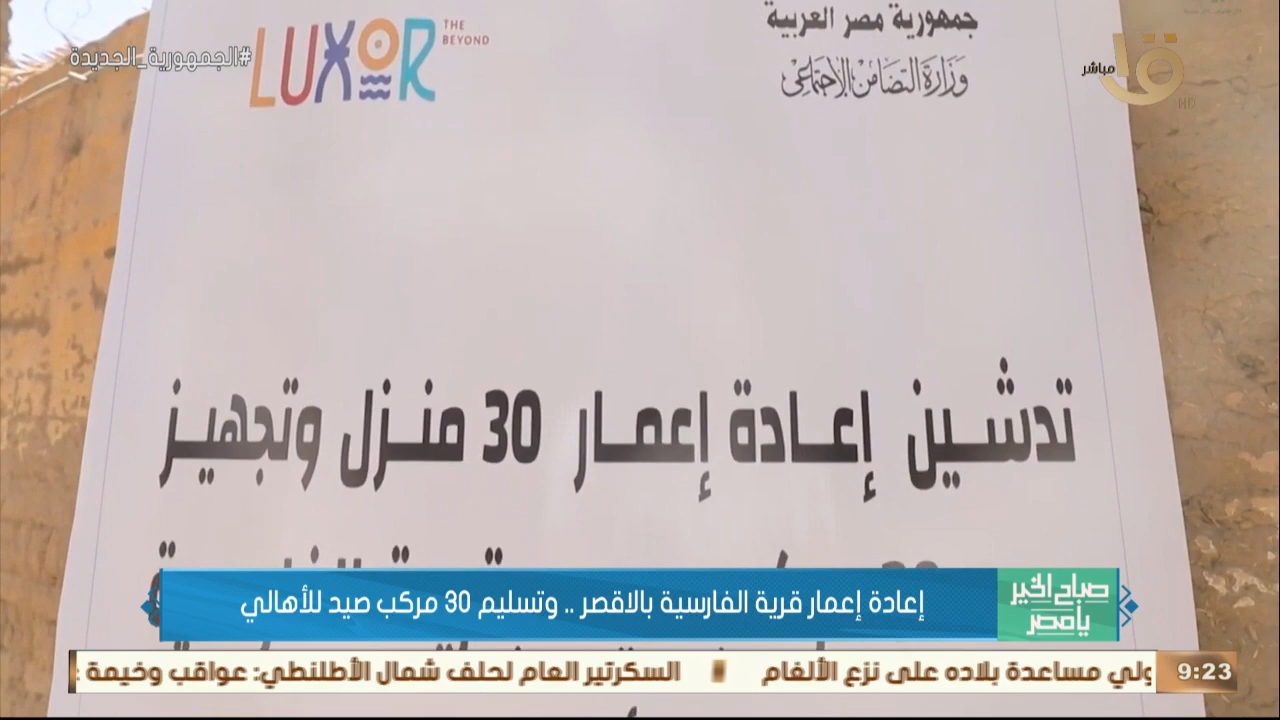 جمهورية مصر العربية
وزارة التضامن الاجتماعي
LUXOR
THE
BEYOND
#الجمهورية_الجديدة
مباشر
HD
تدشين إعادة إعمار 30 منزل وتجهيز
صباح الخير
يا مصر
إعادة إعمار قرية الفارسية بالاقصر .. وتسليم 30 مركب صيد للأهالي
9:23
ولي مساعدة بلاده على نزع الألغام
السكرتير العام لحلف شمال الأطلنطي: عواقب وخيمة